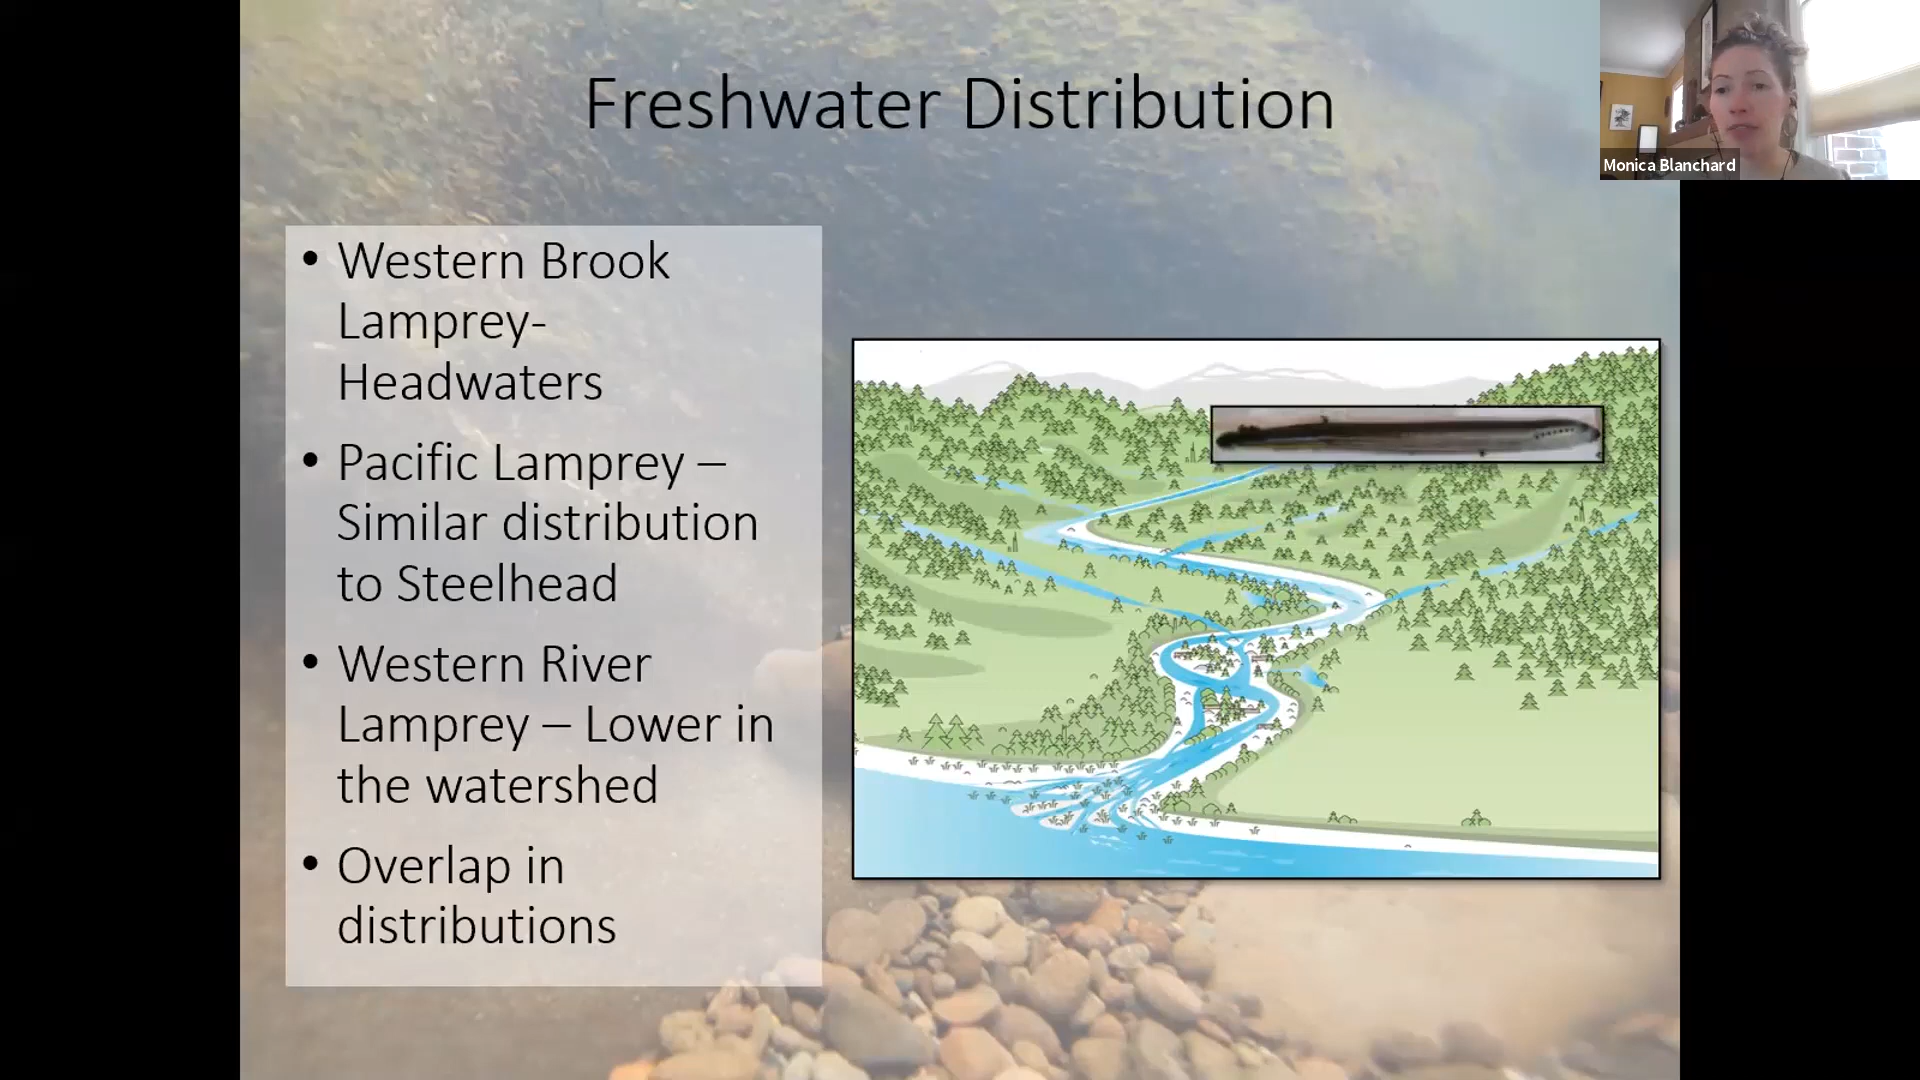 Freshwater Distribution
Monica Blanchard
• Western Brook
Lamprey-
Headwaters
• Pacific Lamprey –
Similar distribution
to Steelhead
• Western River
Lamprey – Lower in
the watershed
• Overlap in
distributions